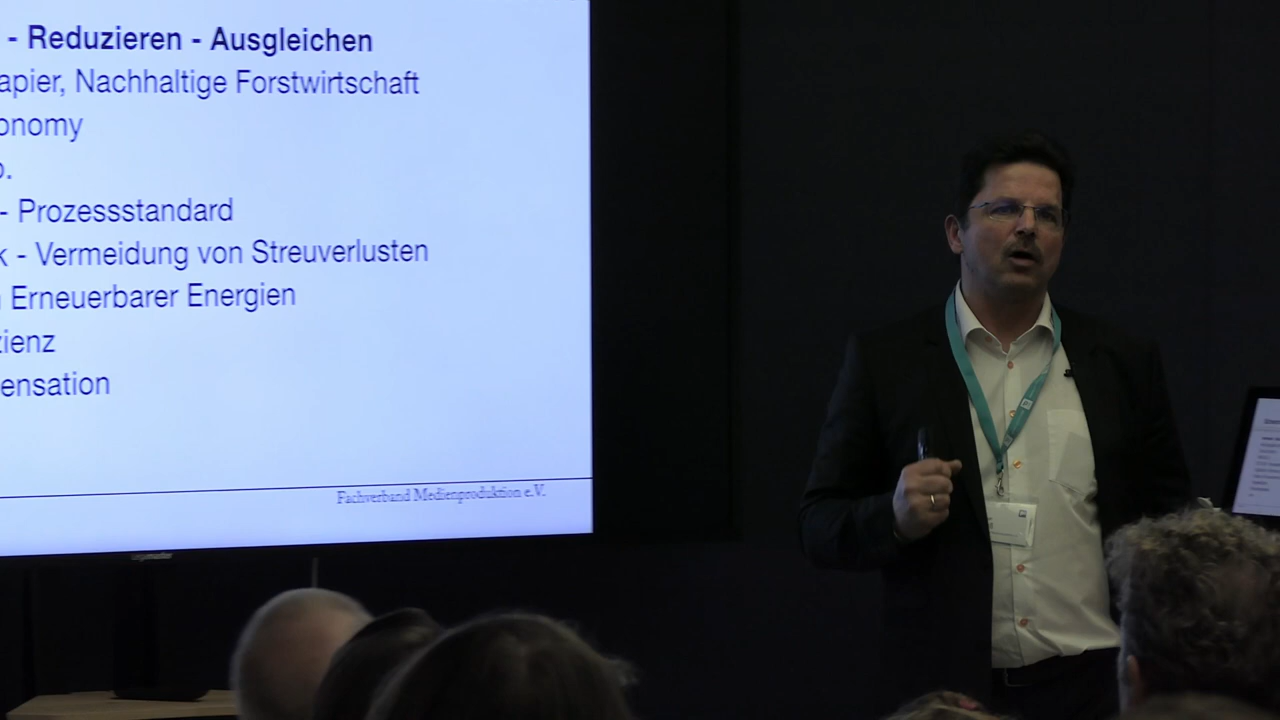 - Reduzieren - Ausgleichen
apier, Nachhaltige Forstwirtschaft
onomy
o.
- Prozessstandard
k - Vermeidung von Streuverlusten
n Erneuerbarer Energien
zienz
ensation
Fachverband Medienproduktion e.V.